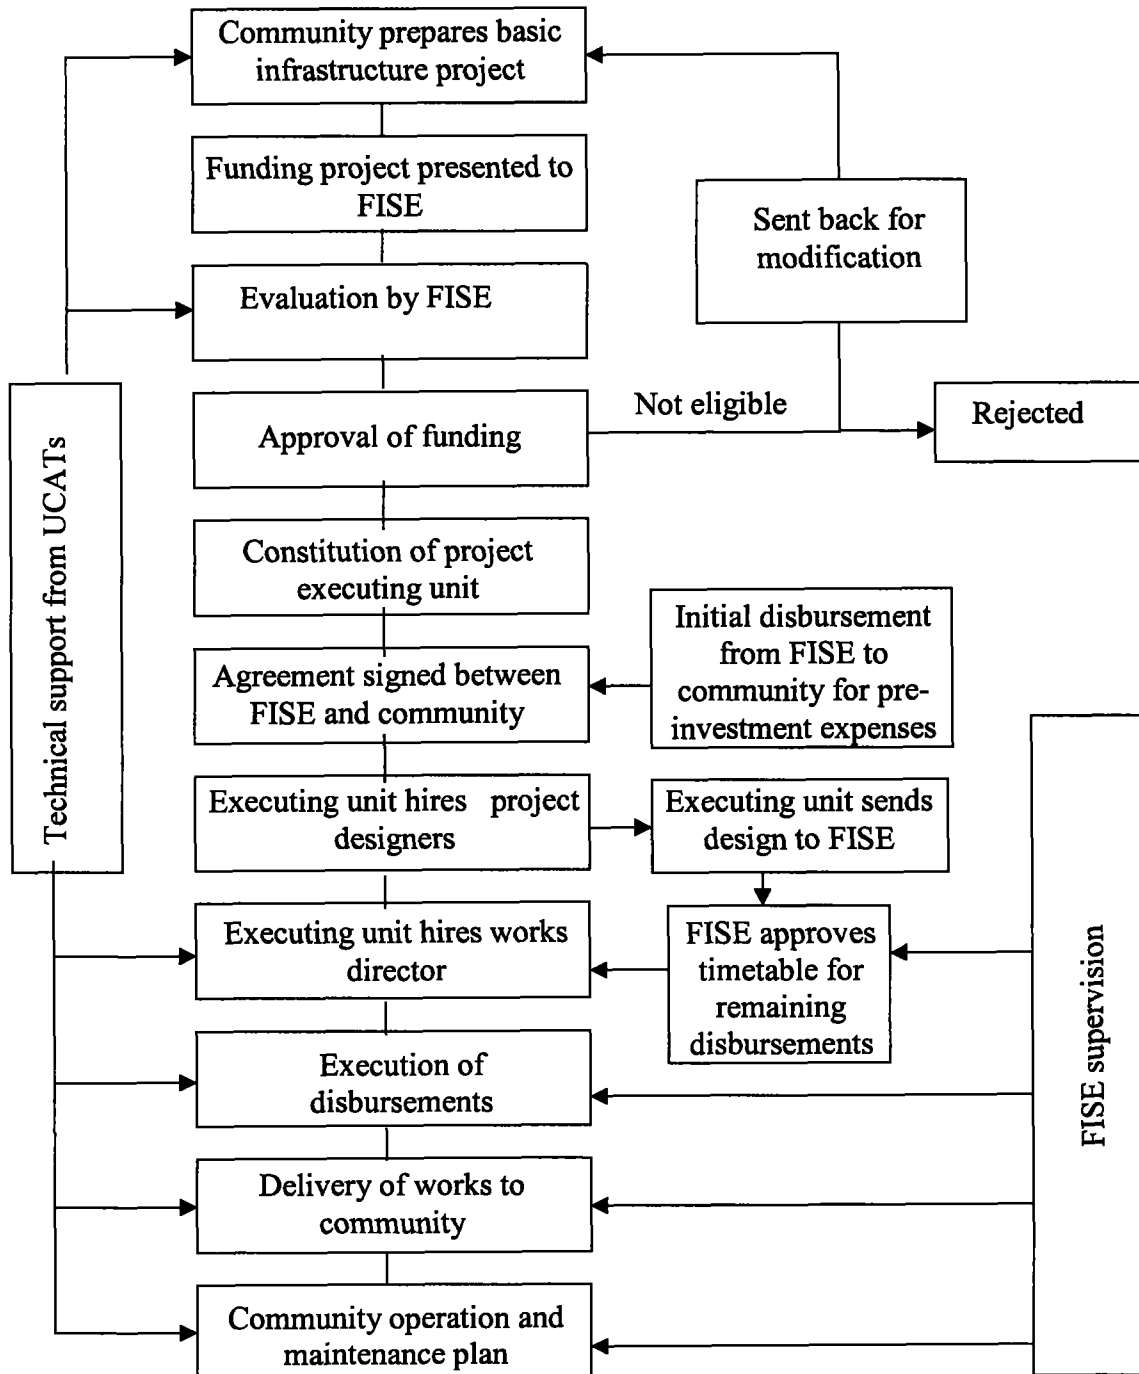 Community prepares basic
infrastructure project
Funding project presented to
FISE
Sent back for
modification
Evaluation by FISE
Not eligible
Rejected
Approval of funding
Technical support from UCATs
Constitution of project
executing unit
Initial disbursement
from FISE to
community for pre-
investment expenses
Agreement signed between
FISE and community
Executing unit hires project
designers
Executing unit sends
design to FISE
Executing unit hires works
director
FISE approves
timetable for
remaining
disbursements
FISE supervision
Execution of
disbursements
Delivery of works to
community
Community operation and
maintenance plan